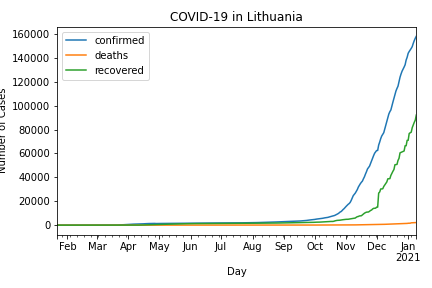 COVID-19 in Lithuania
160000
140000
120000
100000
80000
60000
40000
20000
0
Number of Cases
confirmed
deaths
recovered
Feb Mar Apr May Jun Jul Aug Sep Oct Nov Dec Jan
2021
Day